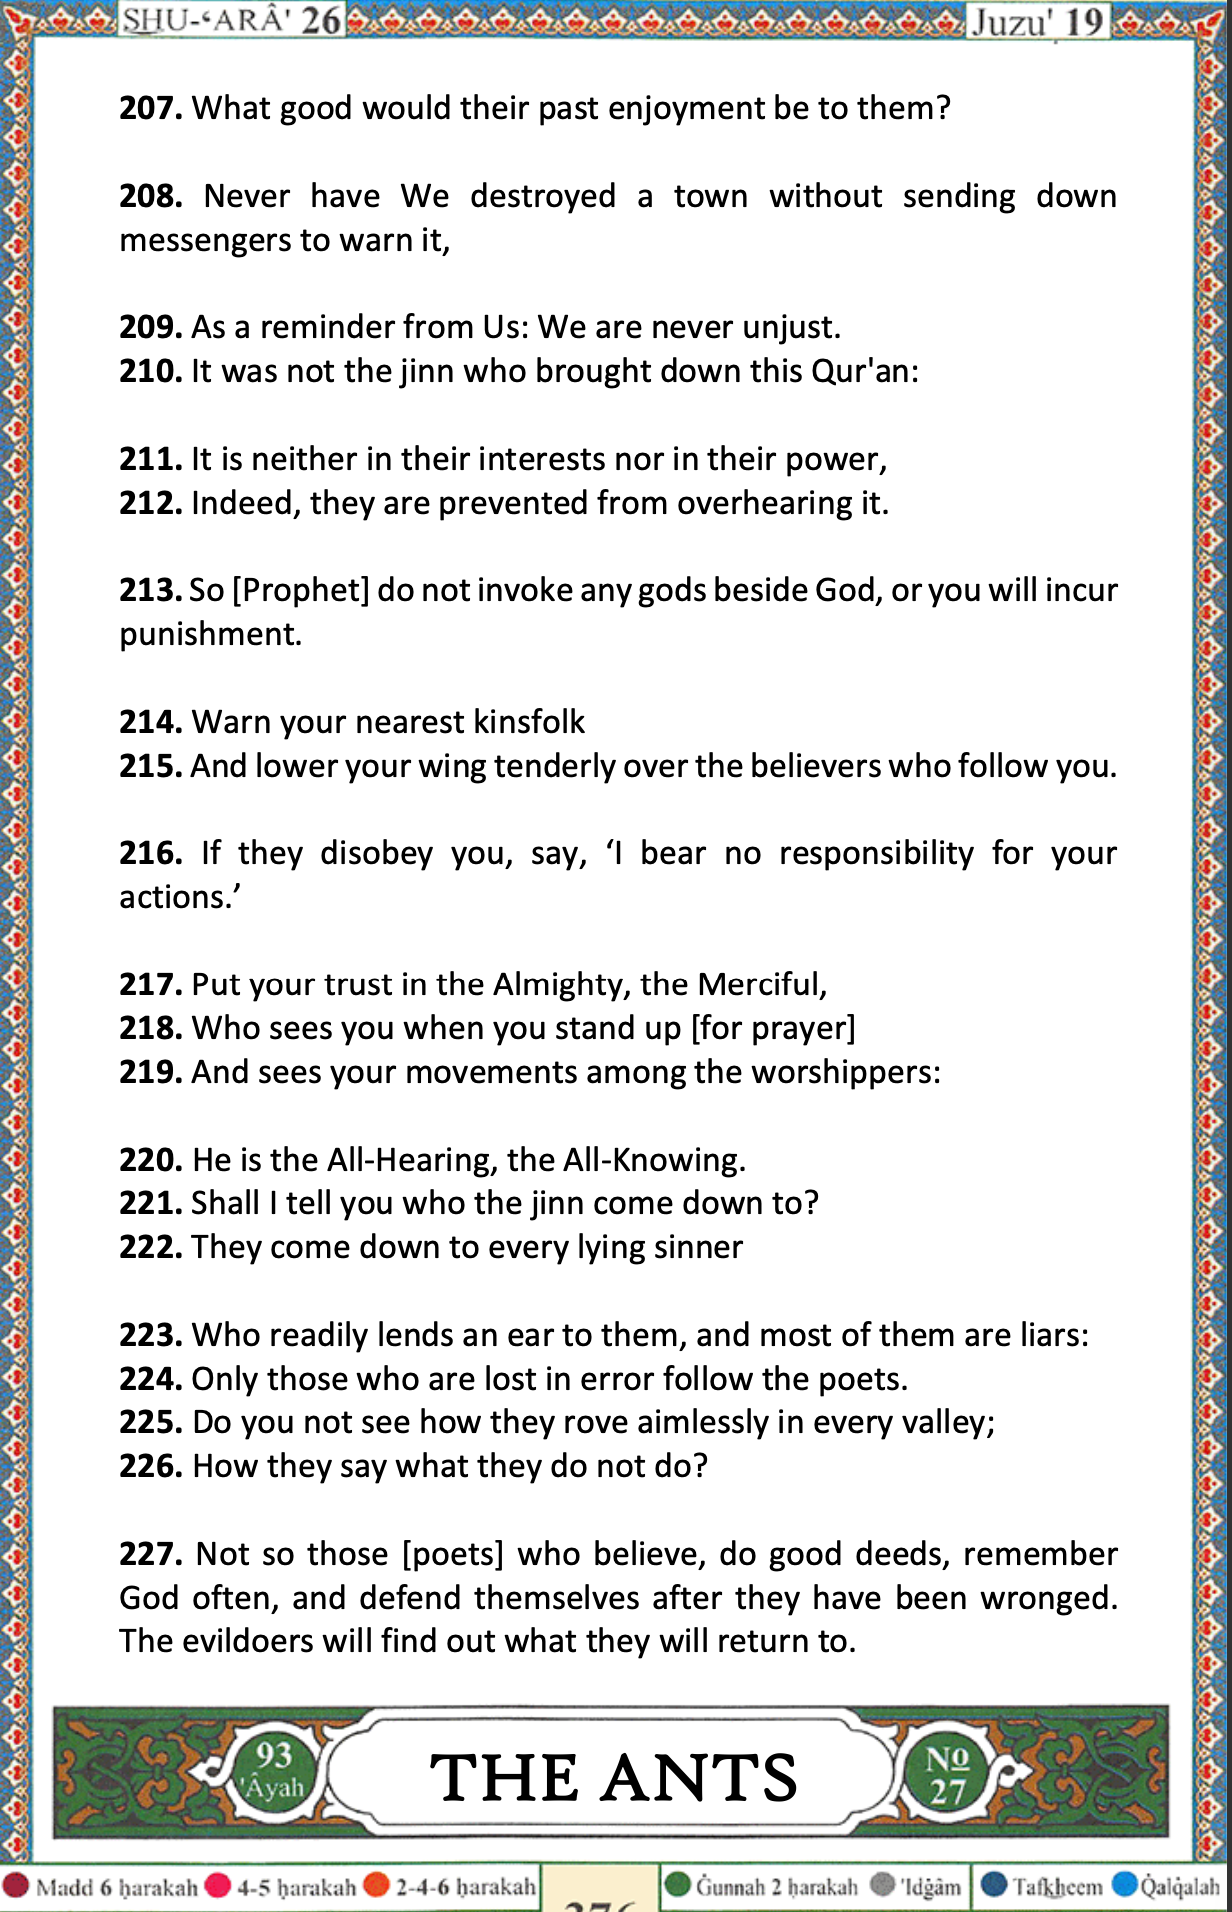 SHU-‘ARÂ' 26
Juzu' 19
207. What good would their past enjoyment be to them?
208. Never have We destroyed a town without sending down
messengers to warn it,
209. As a reminder from Us: We are never unjust.
210. It was not the jinn who brought down this Qur'an:
211. It is neither in their interests nor in their power,
212. Indeed, they are prevented from overhearing it.
213. So [Prophet] do not invoke any gods beside God, or you will incur
punishment.
214. Warn your nearest kinsfolk
215. And lower your wing tenderly over the believers who follow you.
216. If they disobey you, say, ‘I bear no responsibility for your
actions.’
217. Put your trust in the Almighty, the Merciful,
218. Who sees you when you stand up [for prayer]
219. And sees your movements among the worshippers:
220. He is the All-Hearing, the All-Knowing.
221. Shall I tell you who the jinn come down to?
222. They come down to every lying sinner
223. Who readily lends an ear to them, and most of them are liars:
224. Only those who are lost in error follow the poets.
225. Do you not see how they rove aimlessly in every valley;
226. How they say what they do not do?
227. Not so those [poets] who believe, do good deeds, remember
God often, and defend themselves after they have been wronged.
The evildoers will find out what they will return to.
93
'Âyah
THE ANTS
Nº
27
Madd 6 ḥarakah
4-5 ḥarakah
2-4-6 ḥarakah
Ġunnah 2 ḥarakah
'Idġâm
Tafkheem
Qalqalah